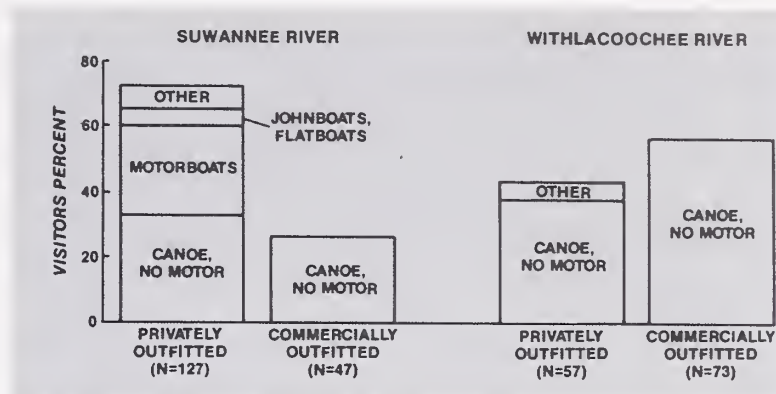 SUWANNEE RIVER
WITHLACOOCHEE RIVER
VISITORS PERCENT
80
60
40
20
0
OTHER
JOHNBOATS,
FLATBOATS
MOTORBOATS
CANOE,
NO MOTOR
CANOE,
NO MOTOR
OTHER
CANOE,
NO MOTOR
CANOE,
NO MOTOR
PRIVATELY
OUTFITTED
(N=127)
COMMERCIALLY
OUTFITTED
(N=47)
PRIVATELY
OUTFITTED
(N=57)
COMMERCIALLY
OUTFITTED
(N=73)